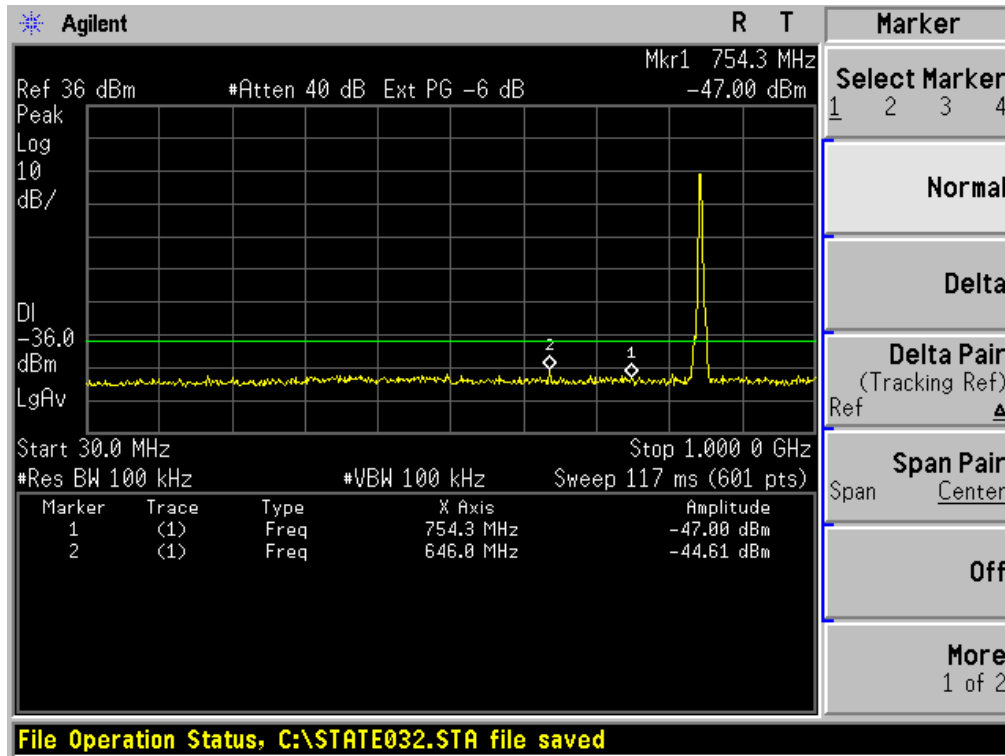 Agilent R T
Mkr1 754.3 MHz
Ref 36 dBm #Atten 40 dB Ext PG -6 dB -47.00 dBm
Peak
Log
10
dB/
DI
-36.0
dBm
LgAv
2
1
Start 30.0 MHz Stop 1.000 0 GHz
#Res BW 100 kHz #VBW 100 kHz Sweep 117 ms (601 pts)
Marker Trace Type X Axis Amplitude
1 (1) Freq 754.3 MHz -47.00 dBm
2 (1) Freq 646.0 MHz -44.61 dBm
File Operation Status, C:\STATE032.STA file saved
Marker
Select Marker
1 2 3 4
Normal
Delta
Delta Pair
(Tracking Ref)
Ref Δ
Span Pair
Span Center
Off
More
1 of 2